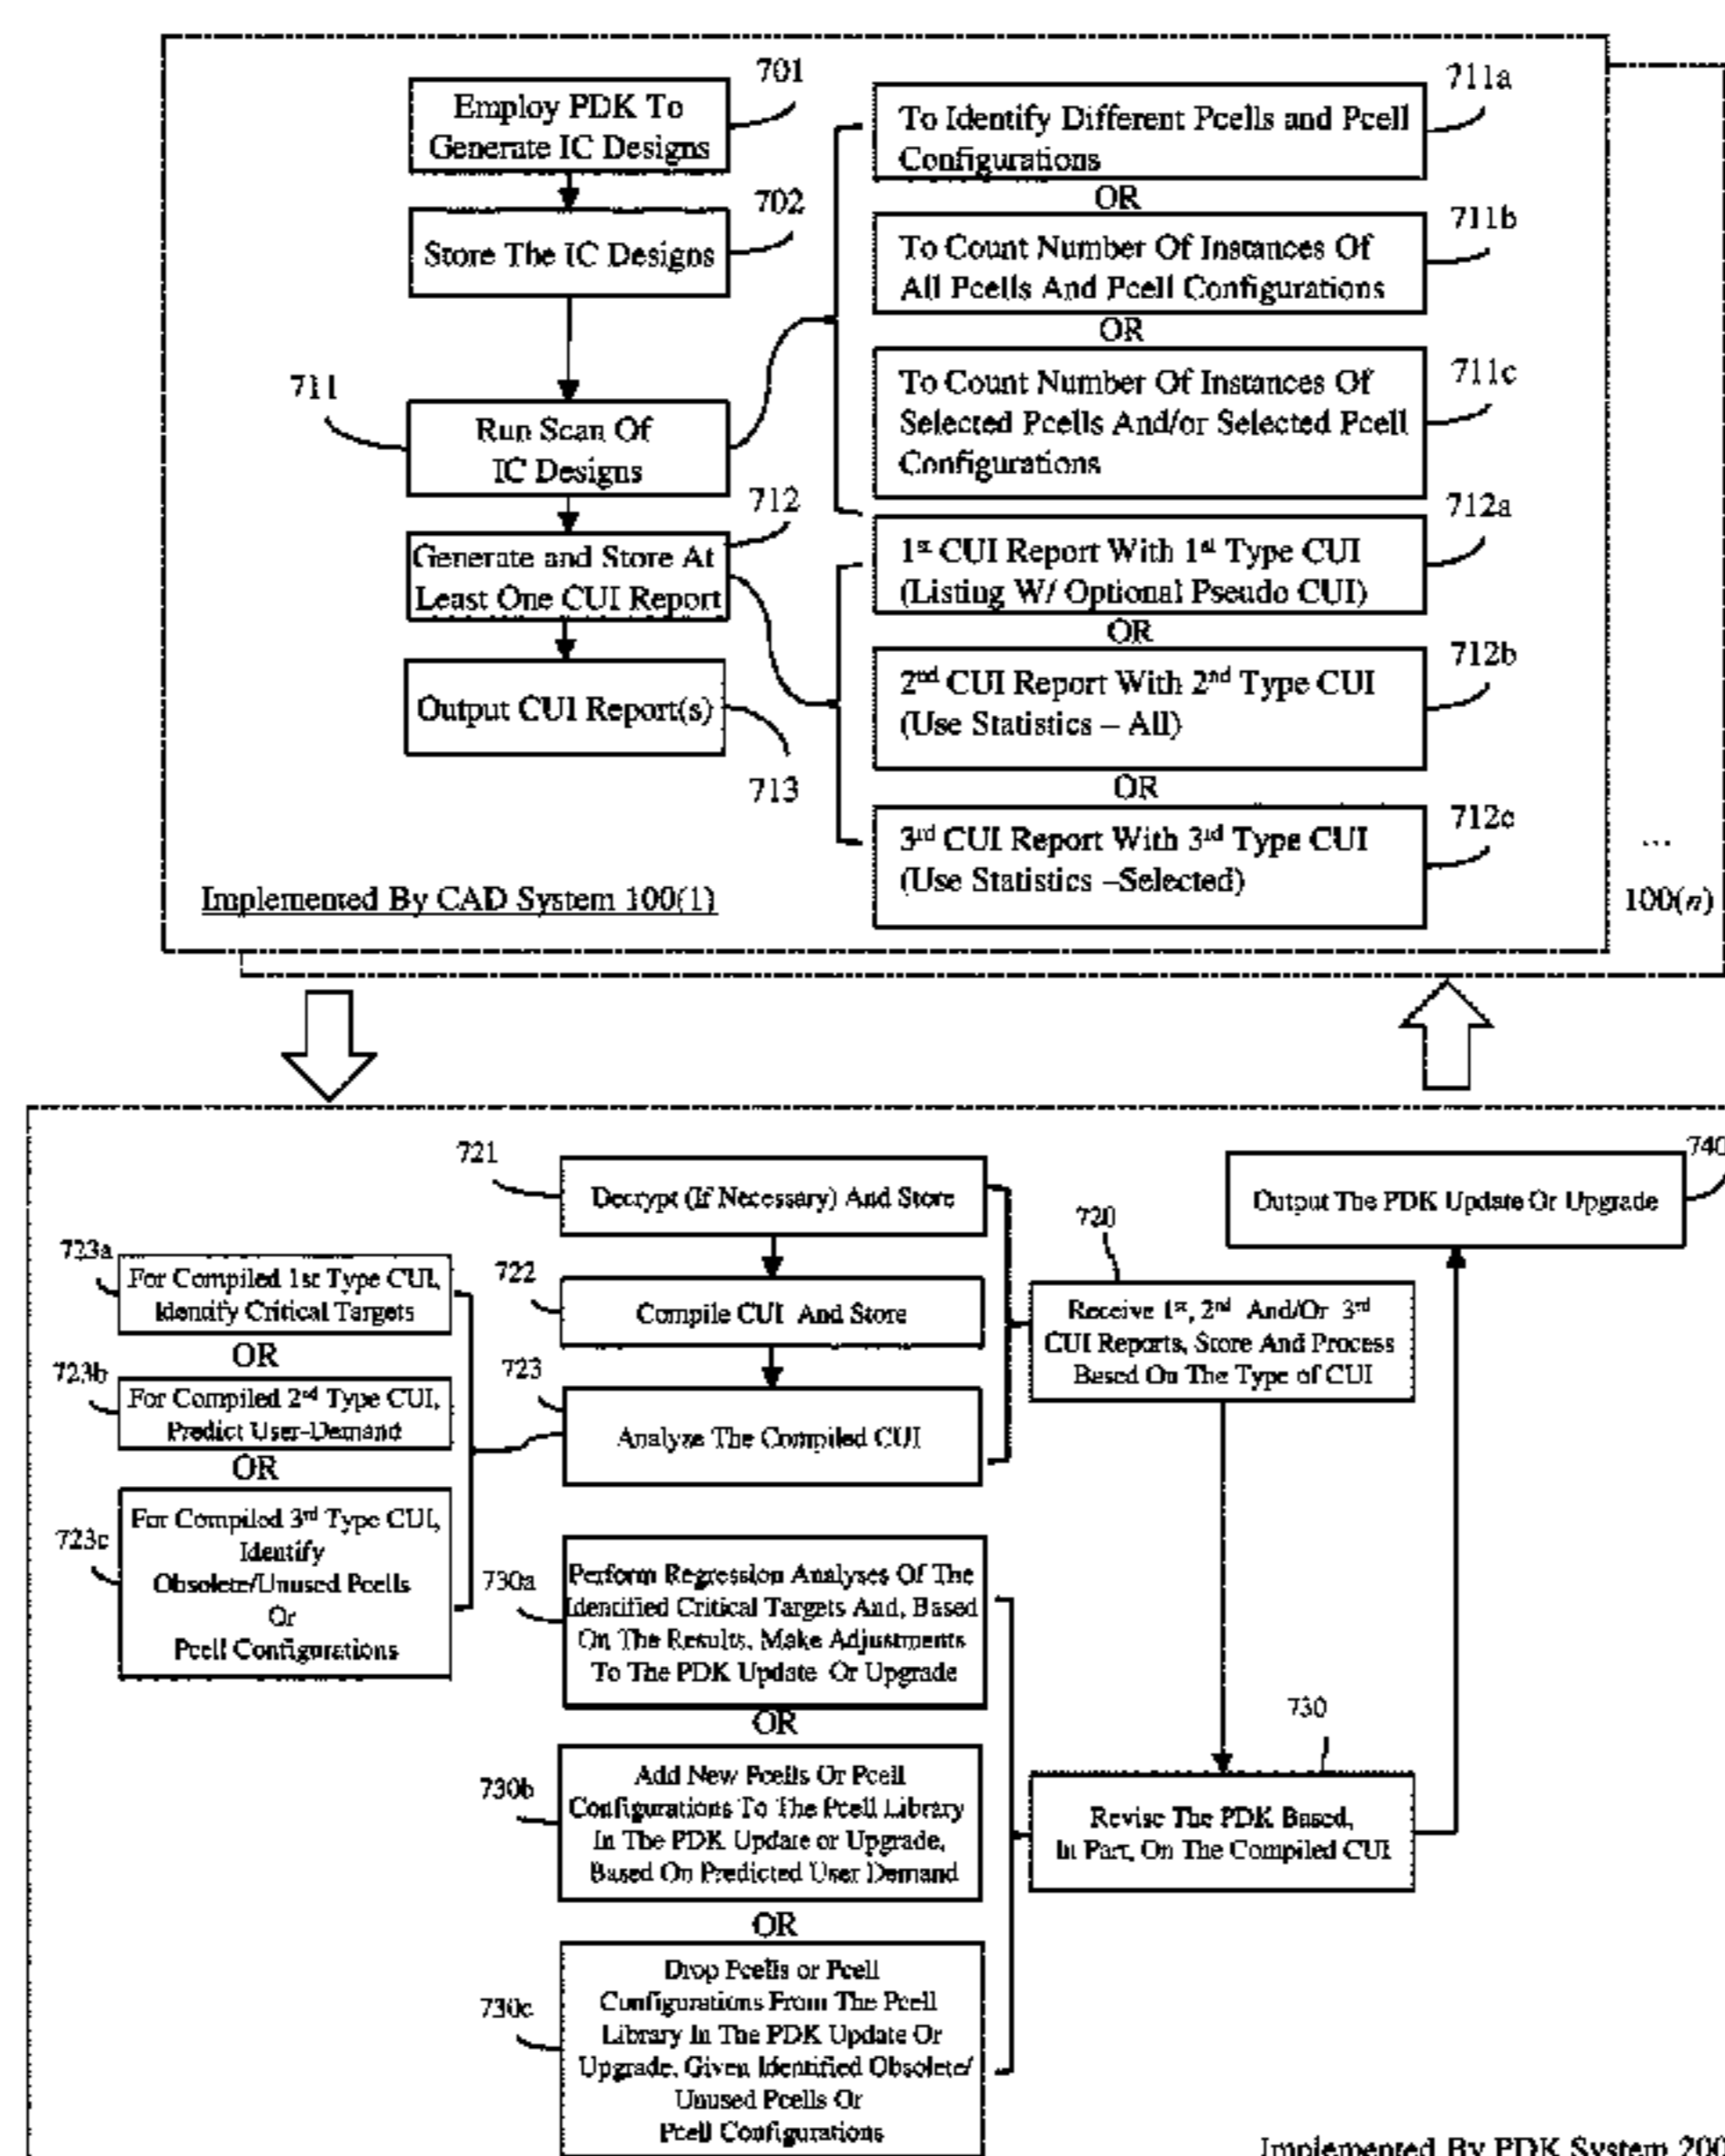 701
Employ PDK To
Generate IC Designs
702
Store The IC Designs
711
Run Scan Of
IC Designs
712
Generate and Store At
Least One CUI Report
Output CUI Report(s)
713
711a
To Identify Different Pcells and Pcell
Configurations
OR
711b
To Count Number Of Instances Of
All Pcells And Pcell Configurations
OR
711c
To Count Number Of Instances Of
Selected Pcells And/or Selected Pcell
Configurations
712a
1st CUI Report With 1st Type CUI
(Listing W/ Optional Pseudo CUI)
OR
712b
2nd CUI Report With 2nd Type CUI
(Use Statistics – All)
OR
712c
3rd CUI Report With 3rd Type CUI
(Use Statistics –Selected)
Implemented By CAD System 100(1)
...
100(n)
721
Decrypt (If Necessary) And Store
722
Compile CUI And Store
723
Analyze The Compiled CUI
723a
For Compiled 1st Type CUI,
Identify Critical Targets
OR
723b
For Compiled 2nd Type CUI,
Predict User-Demand
OR
723c
For Compiled 3rd Type CUI,
Identify
Obsolete/Unused Pcells
Or
Pcell Configurations
720
Receive 1st, 2nd And/Or 3rd
CUI Reports, Store And Process
Based On The Type of CUI
740
Output The PDK Update Or Upgrade
730a
Perform Regression Analyses Of The
Identified Critical Targets And, Based
On The Results, Make Adjustments
To The PDK Update Or Upgrade
OR
730b
Add New Pcells Or Pcell
Configurations To The Pcell Library
In The PDK Update or Upgrade,
Based On Predicted User Demand
OR
730c
Drop Pcells or Pcell
Configurations From The Pcell
Library In The PDK Update Or
Upgrade, Given Identified Obsolete/
Unused Pcells Or
Pcell Configurations
730
Revise The PDK Based,
In Part, On The Compiled CUI
Implemented By PDK System 200